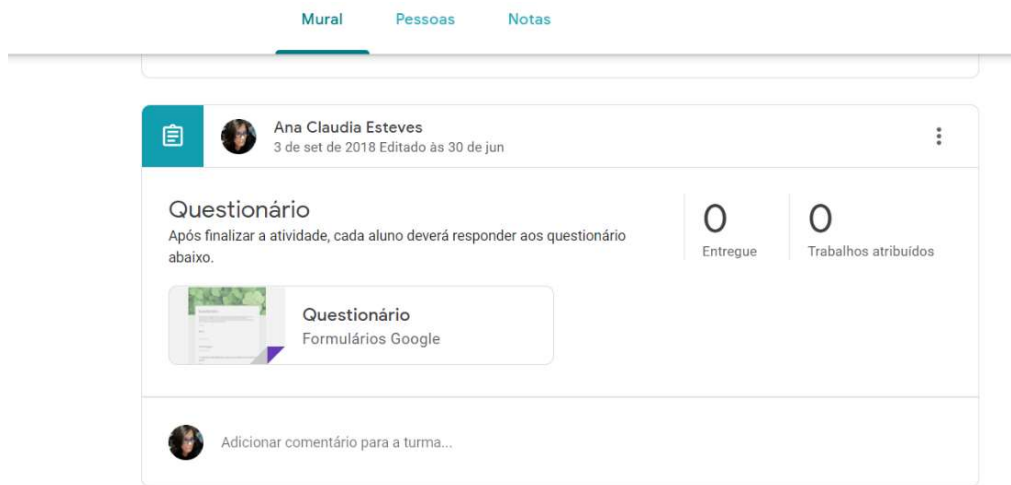 Mural Pessoas Notas
Ana Claudia Esteves
3 de set de 2018 Editado às 30 de jun
Questionário
Após finalizar a atividade, cada aluno deverá responder aos questionário
abaixo.
0 0
Entregue Trabalhos atribuídos
Questionário
Formulários Google
Adicionar comentário para a turma...